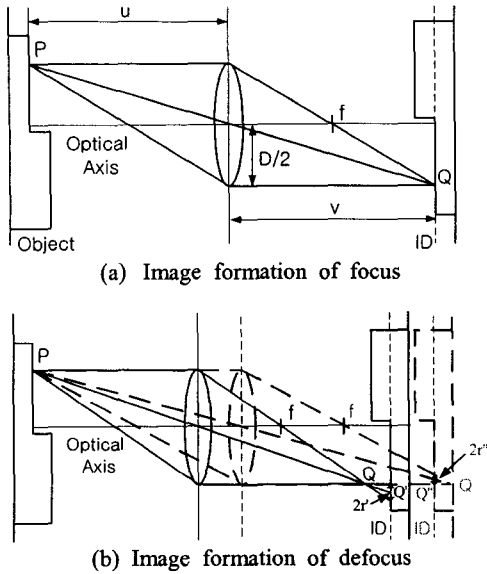 u
P
f
Optical
Axis
D/2
Q
v
Object
ID
(a) Image formation of focus
P
f
f
2r"
Optical
Axis
Q
Q'
Q"
Q
2r'
ID
ID
(b) Image formation of defocus